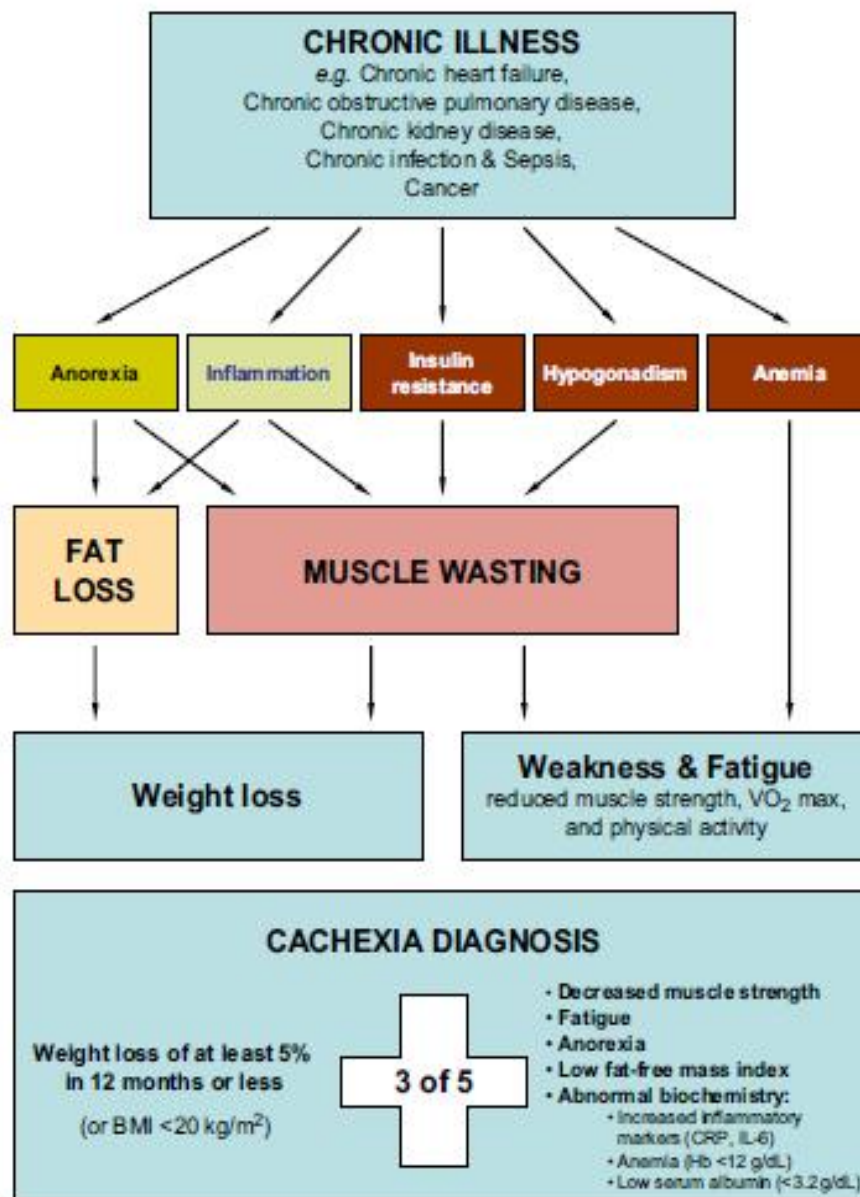 CHRONIC ILLNESS
e.g. Chronic heart failure,
Chronic obstructive pulmonary disease,
Chronic kidney disease,
Chronic infection & Sepsis,
Cancer
Anorexia
Inflammation
Insulin
resistance
Hypogonadism
Anemia
FAT
LOSS
MUSCLE WASTING
Weight loss
Weakness & Fatigue
reduced muscle strength, VO₂ max,
and physical activity
CACHEXIA DIAGNOSIS
Weight loss of at least 5%
in 12 months or less
(or BMI <20 kg/m²)
3 of 5
• Decreased muscle strength
• Fatigue
• Anorexia
• Low fat-free mass index
• Abnormal biochemistry:
• Increased inflammatory
markers (CRP, IL-6)
• Anemia (Hb <12 g/dL)
• Low serum albumin (<3.2 g/dL)